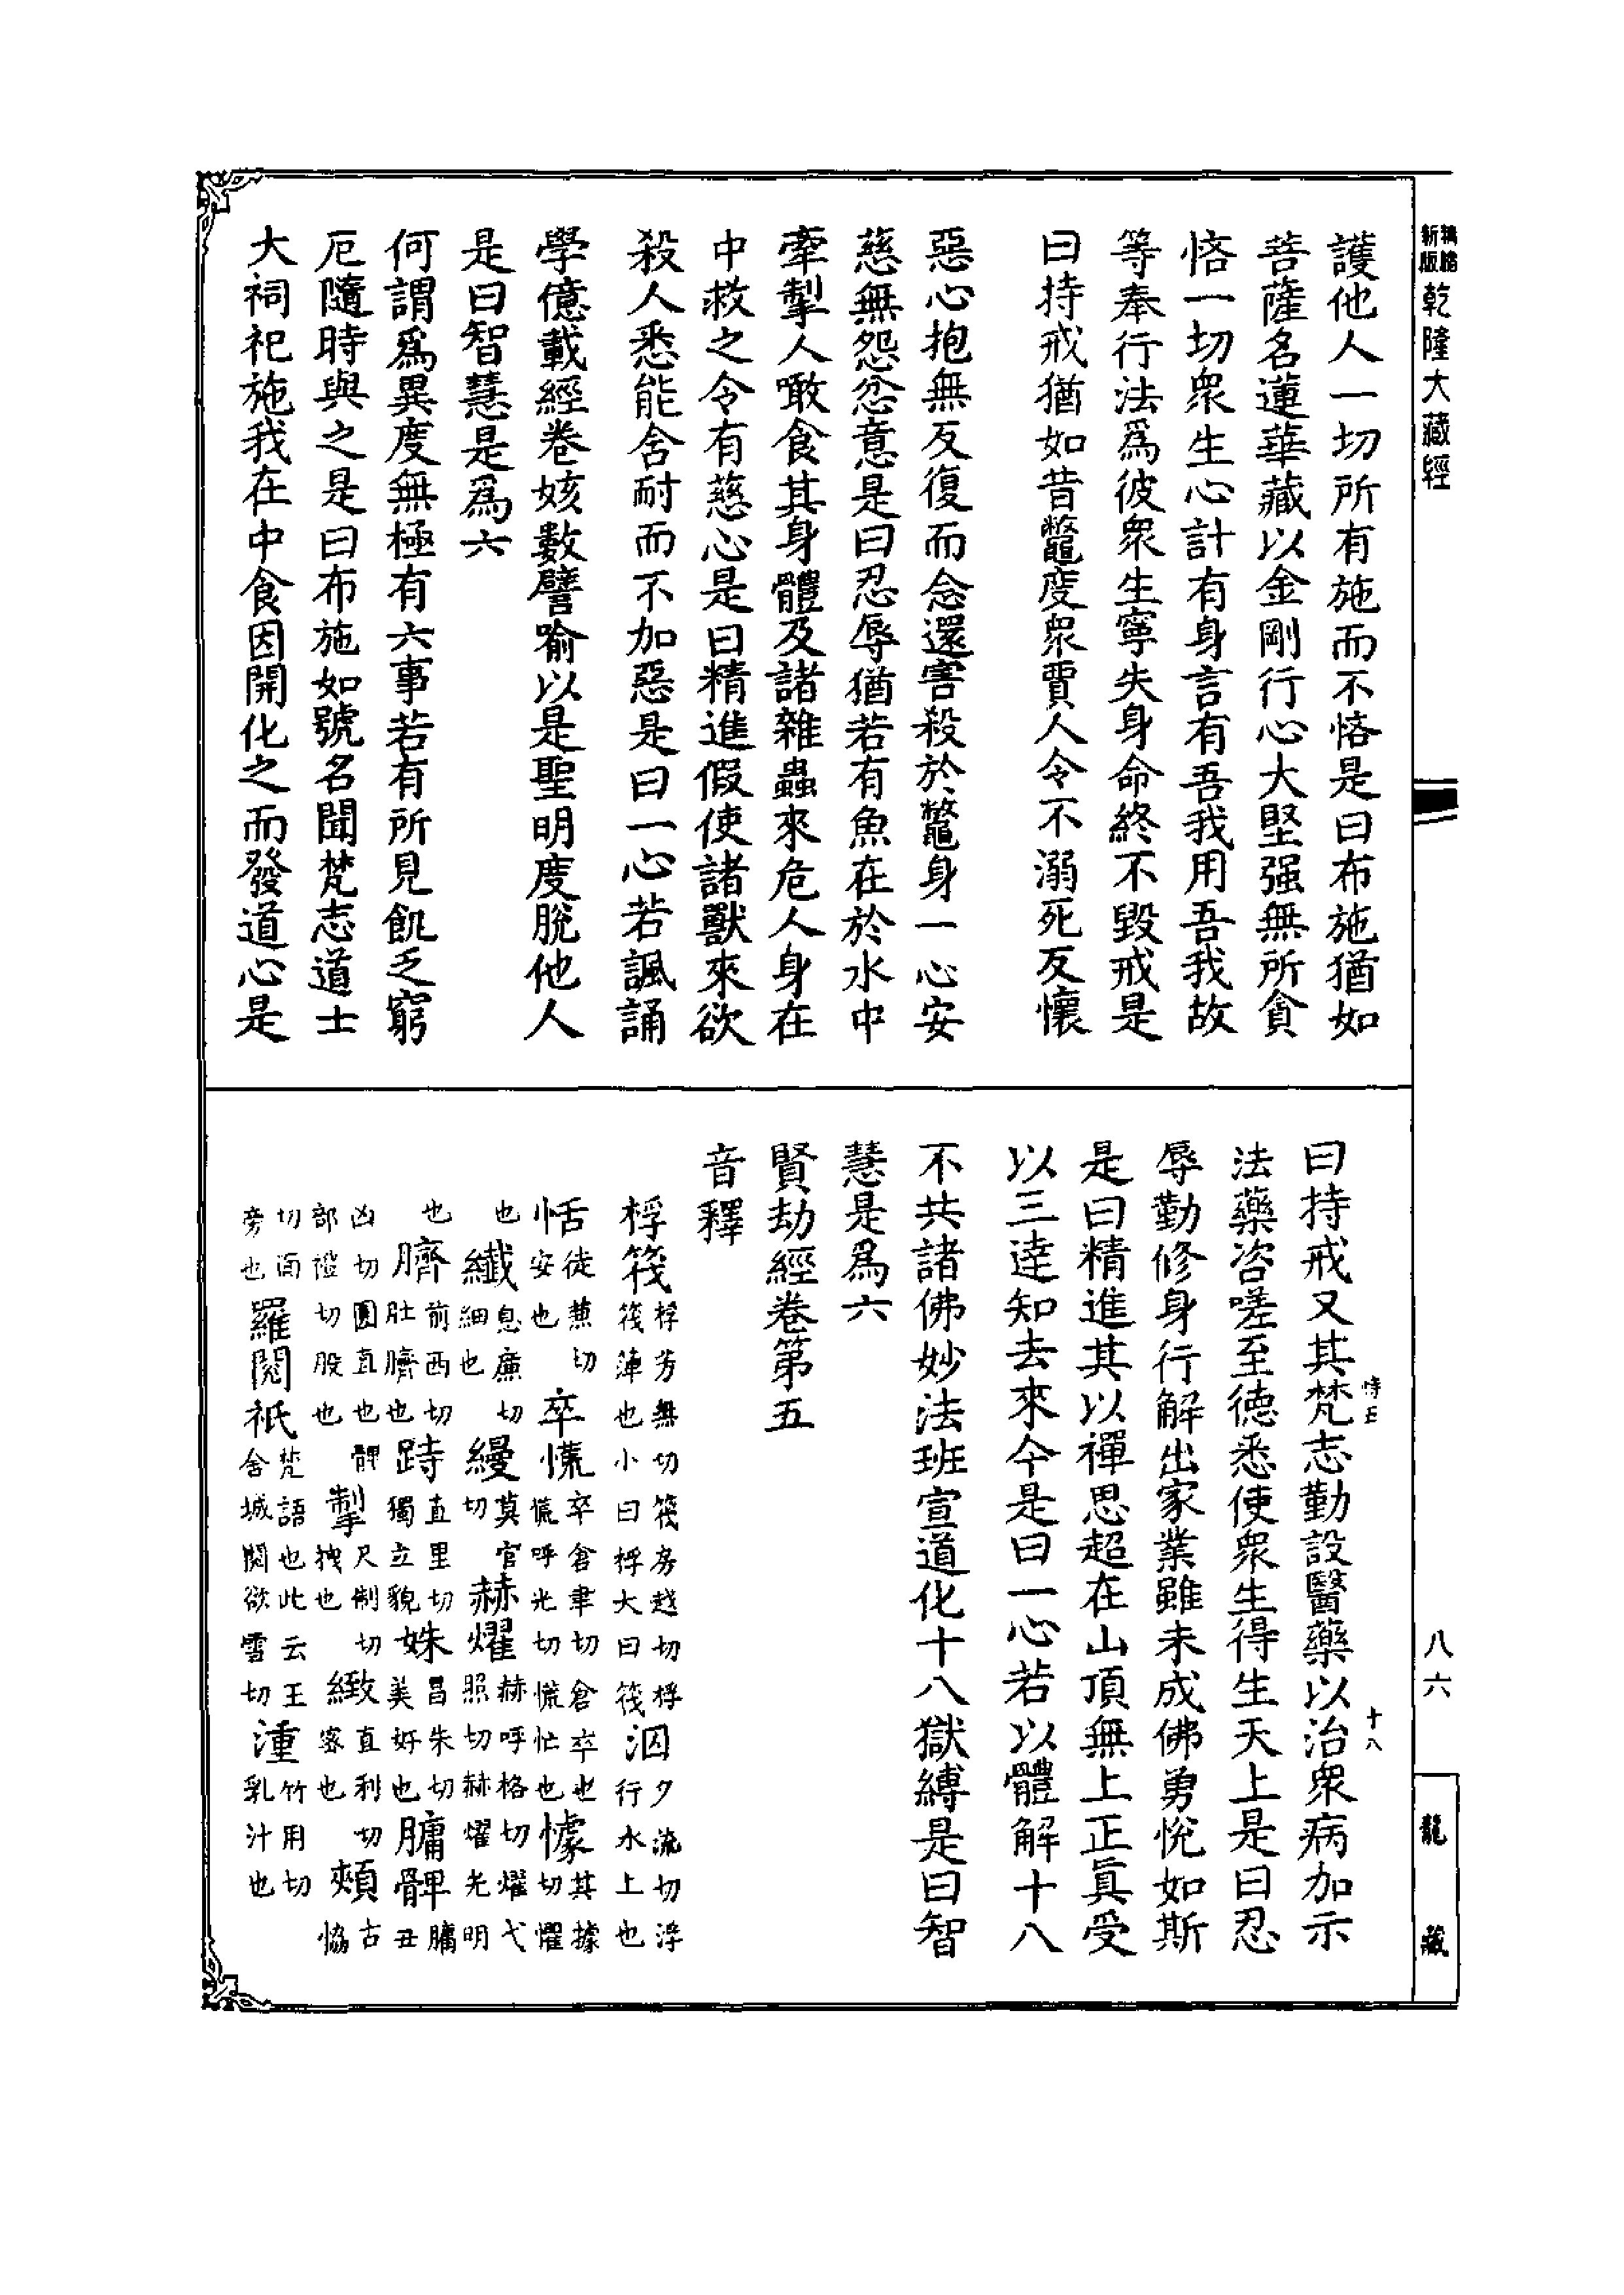 新版 乾隆大藏經
護他人一切所有施而不悋是曰布施猶如
菩薩名蓮華藏以金剛行心大堅强無所貪
悋一切衆生心計有身言有吾我用吾我故
等奉行法爲彼衆生寧失身命終不毀戒是
曰持戒猶如昔鼈度衆賈人令不溺死反懷
惡心抱無反復而念還害殺於鼈身一心安
慈無怨忿意是曰忍辱猶若有魚在於水中
牽掣人噉食其身體及諸雜蟲來危人身在
中救之令有慈心是曰精進假使諸獸來欲
殺人悉能舍耐而不加惡是曰一心若諷誦
學億載經卷姟數譬喻以是聖明度脫他人
是曰智慧是爲六
何謂爲異度無極有六事若有所見飢乏窮
厄隨時與之是曰布施如號名聞梵志道士
大祠祀施我在中食因開化之而發道心是
曰持戒又其梵志勤設醫藥以治衆病加示
法藥咨嗟至德悉使衆生得生天上是曰忍
辱勤修身行解出家業雖未成佛勇悅如斯
是曰精進其以禪思超在山頂無上正眞受
以三達知去來今是曰一心若以體解十八
不共諸佛妙法班宣道化十八獄縛是曰智
慧是爲六
賢劫經卷第五
音釋
桴筏桴芳無切筏房越切桴筏渾也小曰桴大曰筏 泅夕流切浮行水上也
恬徒蒹切安也 卒慌卒倉聿切倉卒也慌呼光切慌忙也 懅其據切懼
也 纖息廉切細也 縵莫官切 赫燿赫呼格切燿弋照切赫燿光明
也 臍前西切肚臍也 跱直里切獨立貌 姝昌朱切美好也 𦟛髀𦟛丑
凶切圓直也髀部禮切股也 掣尺制切拽也 緻直利切密也 頰古協
切面旁也 羅閱祇梵語也此云王舍城閱欲雪切 湩竹用切乳汁也
八六
十八
龍藏